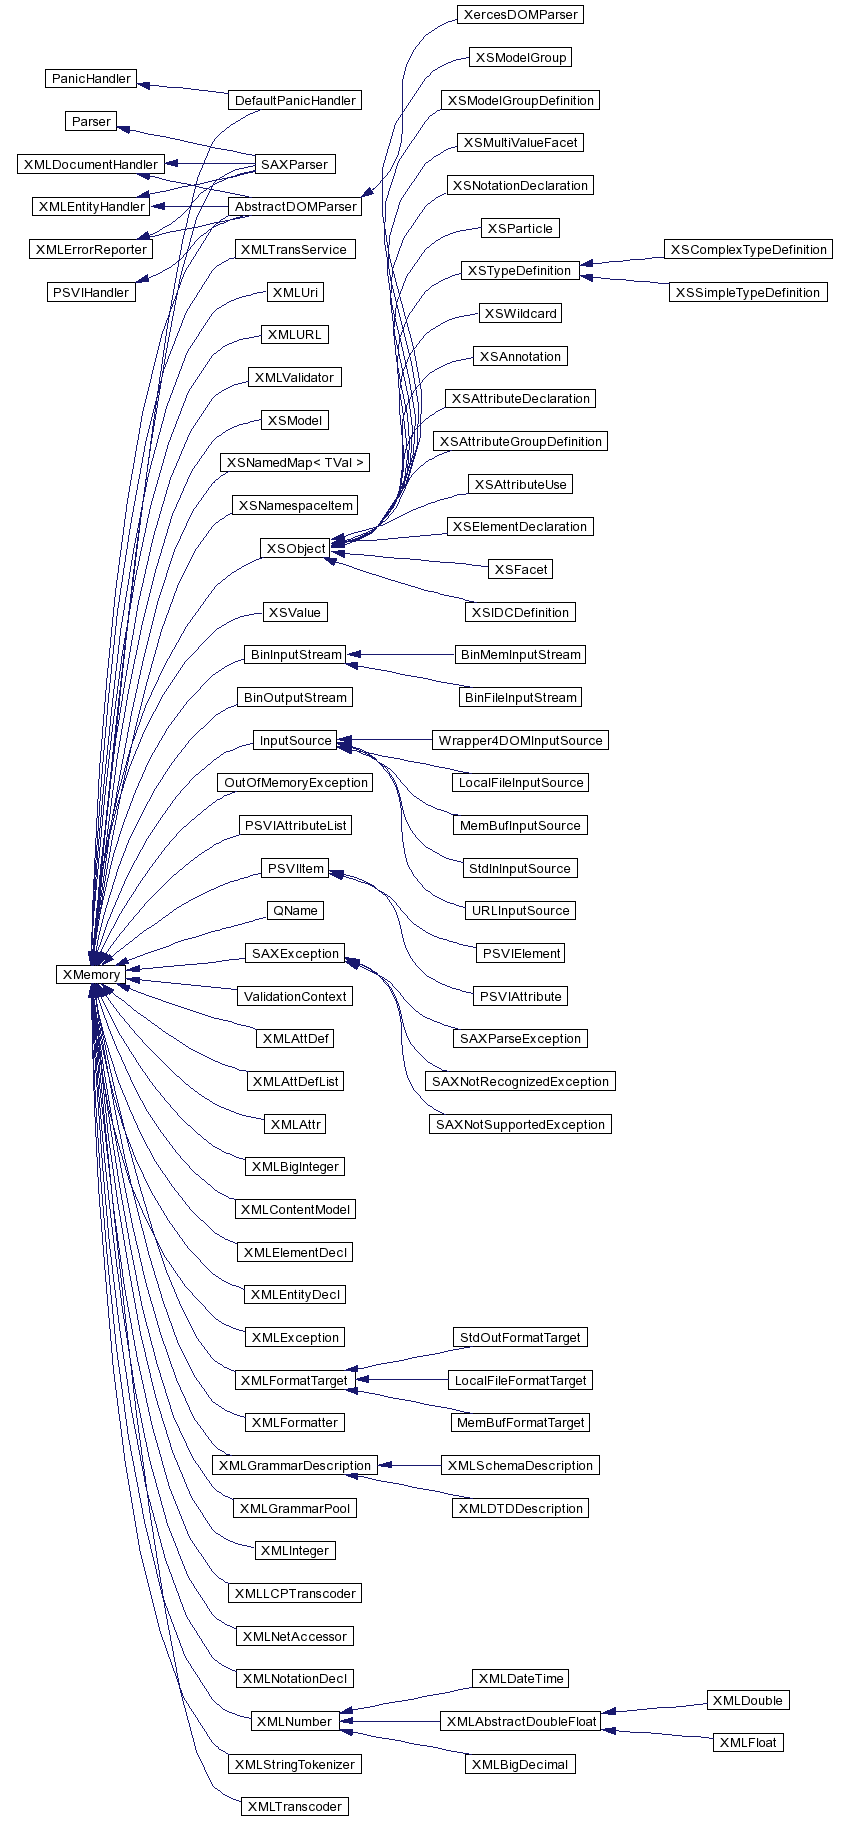 XercesDOMParser
XSModelGroup
PanicHandler
DefaultPanicHandler
XSModelGroupDefinition
Parser
XSMultiValueFacet
XMLDocumentHandler
SAXParser
XSNotationDeclaration
XMLEntityHandler
AbstractDOMParser
XSParticle
XMLErrorReporter
XMLTransService
XSComplexTypeDefinition
XSTypeDefinition
PSVIHandler
XMLUri
XSSimpleTypeDefinition
XSWildcard
XMLURL
XSAnnotation
XMLValidator
XSAttributeDeclaration
XSModel
XSAttributeGroupDefinition
XSNamedMap< TVal >
XSAttributeUse
XSNamespaceItem
XSElementDeclaration
XSObject
XSFacet
XSValue
XSIDCDefinition
BinInputStream
BinMemInputStream
BinOutputStream
BinFileInputStream
InputSource
Wrapper4DOMInputSource
OutOfMemoryException
LocalFileInputSource
PSVIAttributeList
MemBufInputSource
PSVIItem
StdInInputSource
QName
URLInputSource
SAXException
PSVIElement
XMemory
ValidationContext
PSVIAttribute
XMLAttDef
SAXParseException
XMLAttDefList
SAXNotRecognizedException
XMLAttr
SAXNotSupportedException
XMLBigInteger
XMLContentModel
XMLElementDecl
XMLEntityDecl
XMLException
StdOutFormatTarget
XMLFormatTarget
LocalFileFormatTarget
XMLFormatter
MemBufFormatTarget
XMLGrammarDescription
XMLSchemaDescription
XMLGrammarPool
XMLDTDDescription
XMLInteger
XMLLCPTranscoder
XMLNetAccessor
XMLNotationDecl
XMLDateTime
XMLDouble
XMLNumber
XMLAbstractDoubleFloat
XMLFloat
XMLStringTokenizer
XMLBigDecimal
XMLTranscoder